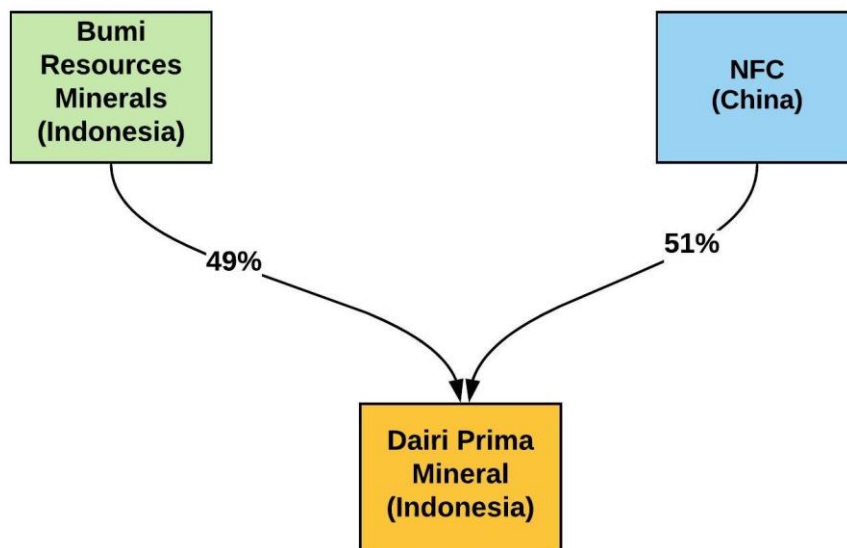 Bumi
Resources
Minerals
(Indonesia)
NFC
(China)
49%
51%
Dairi Prima
Mineral
(Indonesia)